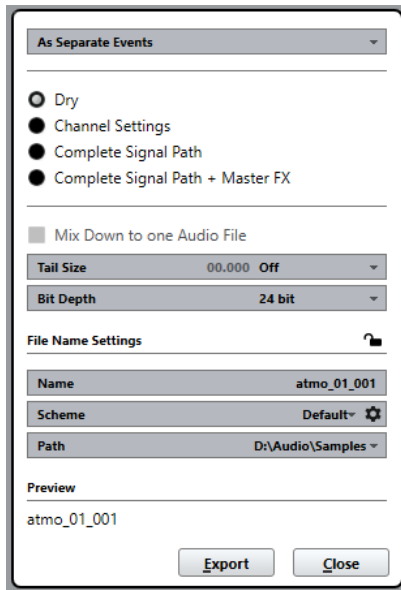 As Separate Events
Dry
Channel Settings
Complete Signal Path
Complete Signal Path + Master FX
Mix Down to one Audio File
Tail Size 00.000 Off
Bit Depth 24 bit
File Name Settings
Name atmo_01_001
Scheme Default
Path D:\Audio\Samples
Preview
atmo_01_001
Export Close